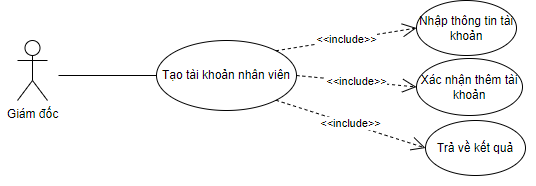 Nhập thông tin tài
khoản
<<include>>
Tạo tài khoản nhân viên
<<include>>
Xác nhận thêm tài
khoản
Giám đốc
<<include>>
Trả về kết quả